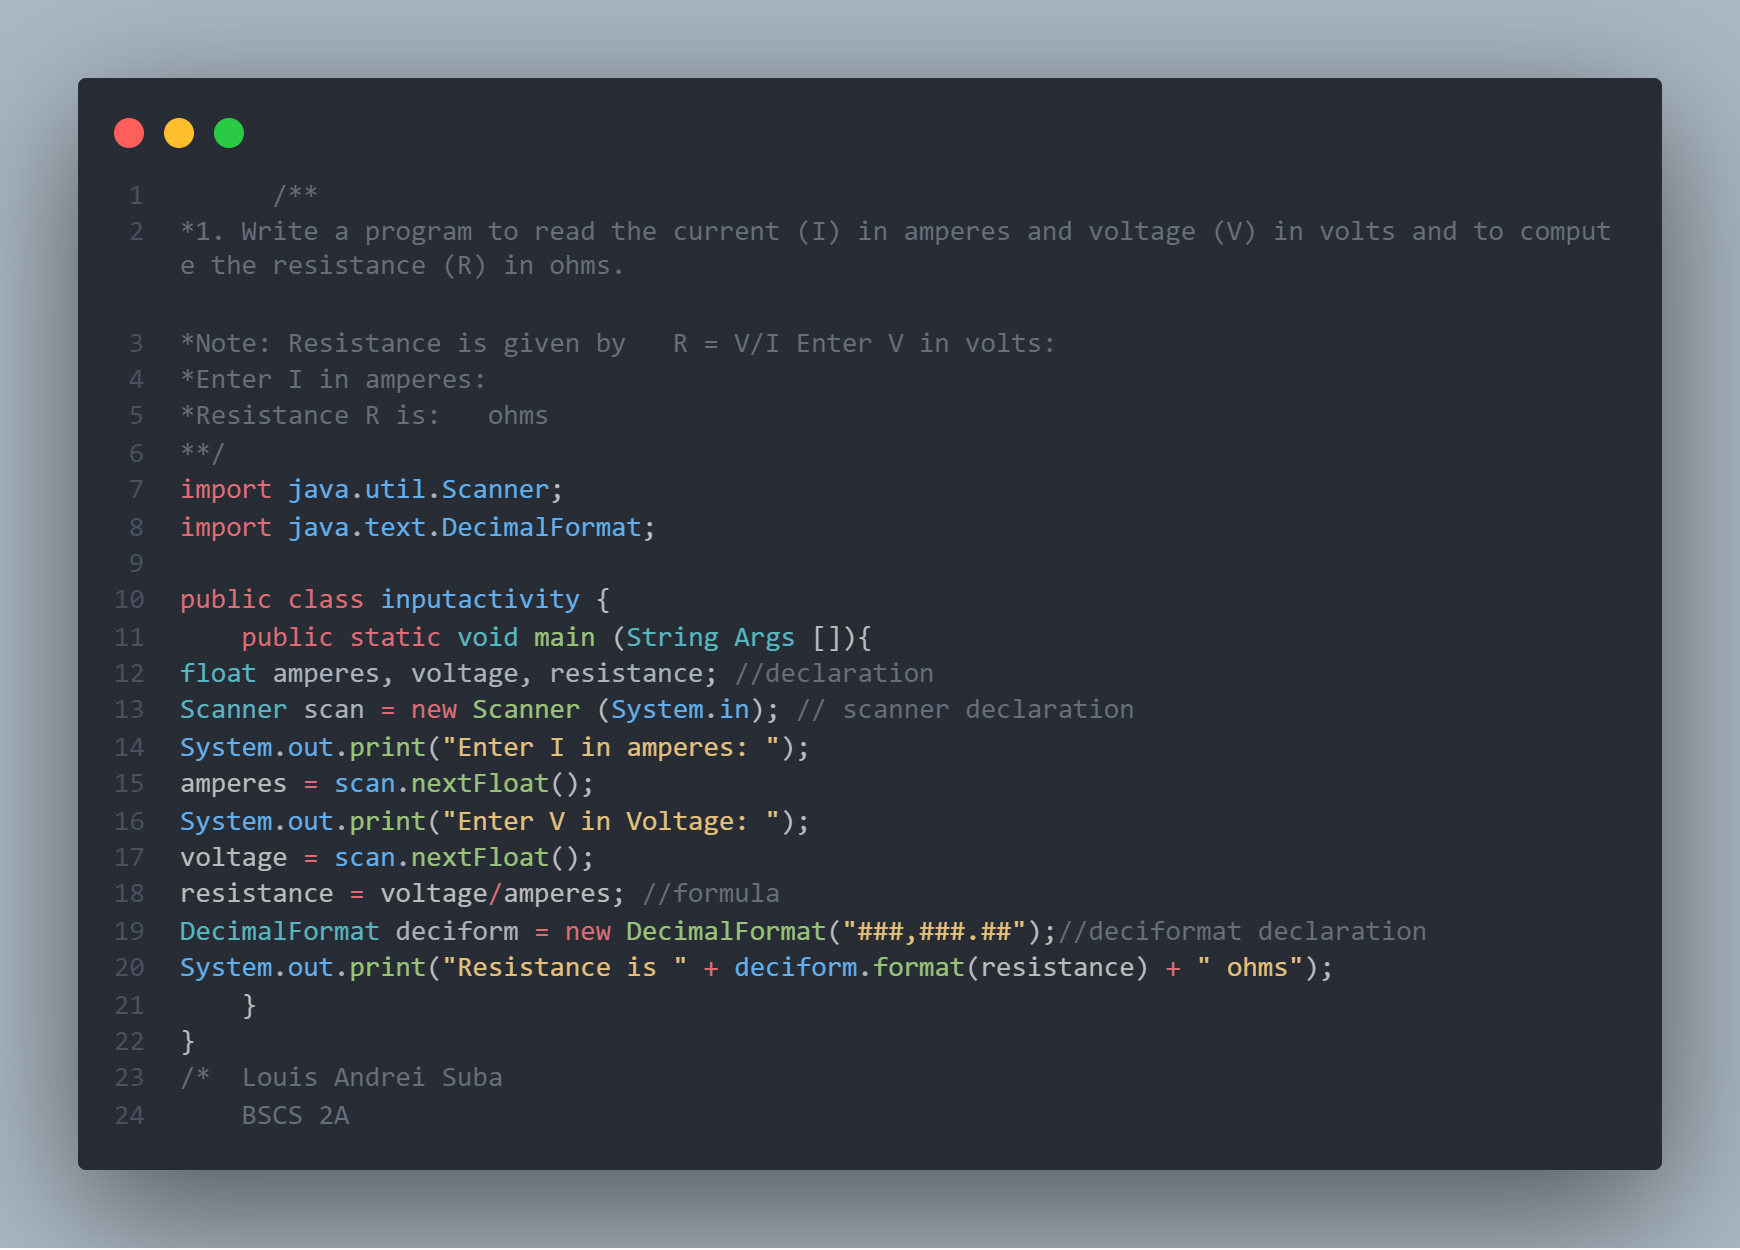 1 /**
2 *1. Write a program to read the current (I) in amperes and voltage (V) in volts and to comput
e the resistance (R) in ohms.
3 *Note: Resistance is given by   R = V/I Enter V in volts:
4 *Enter I in amperes:
5 *Resistance R is:   ohms
6 **/
7 import java.util.Scanner;
8 import java.text.DecimalFormat;
9
10 public class inputactivity {
11     public static void main (String Args []){
12 float amperes, voltage, resistance; //declaration
13 Scanner scan = new Scanner (System.in); // scanner declaration
14 System.out.print("Enter I in amperes: ");
15 amperes = scan.nextFloat();
16 System.out.print("Enter V in Voltage: ");
17 voltage = scan.nextFloat();
18 resistance = voltage/amperes; //formula
19 DecimalFormat deciform = new DecimalFormat("###,###.##");//deciformat declaration
20 System.out.print("Resistance is " + deciform.format(resistance) + " ohms");
21     }
22 }
23 /*  Louis Andrei Suba
24     BSCS 2A